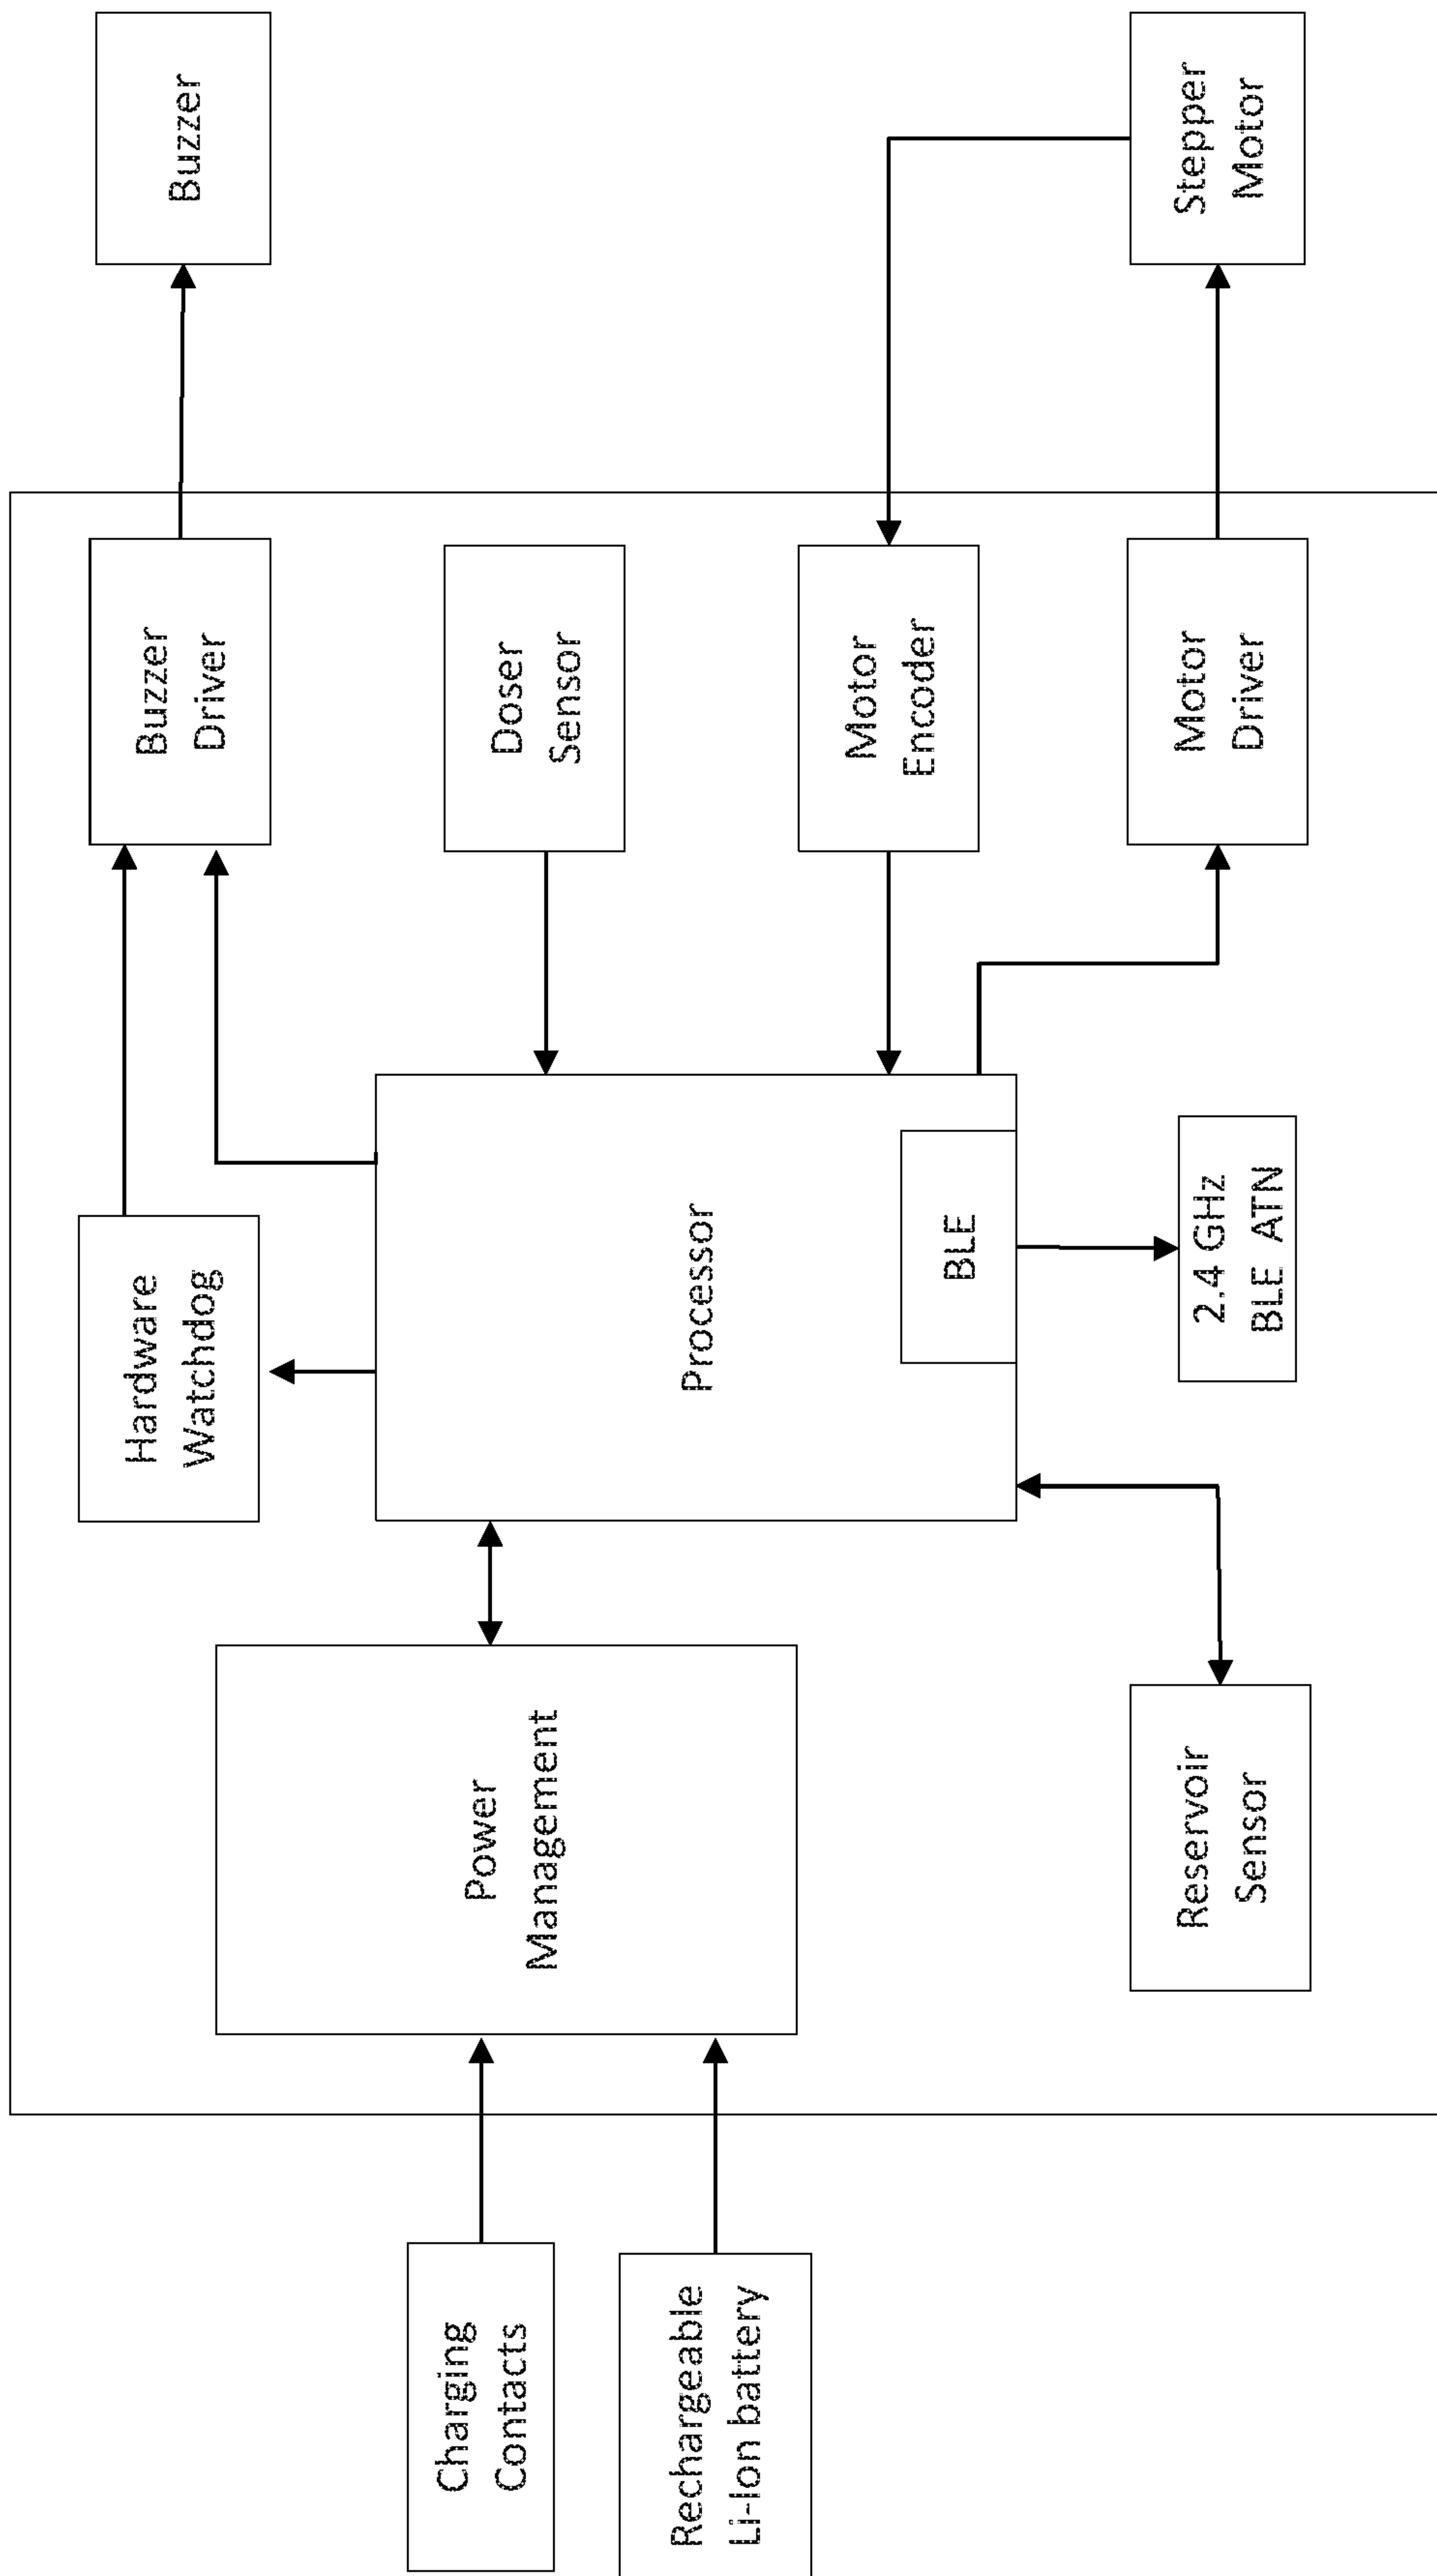 Charging
Contacts
Rechargeable
Li-Ion battery
Power
Management
Reservoir
Sensor
Hardware
Watchdog
Processor
BLE
2.4 GHz
BLE ATN
Buzzer
Driver
Doser
Sensor
Motor
Encoder
Motor
Driver
Buzzer
Stepper
Motor